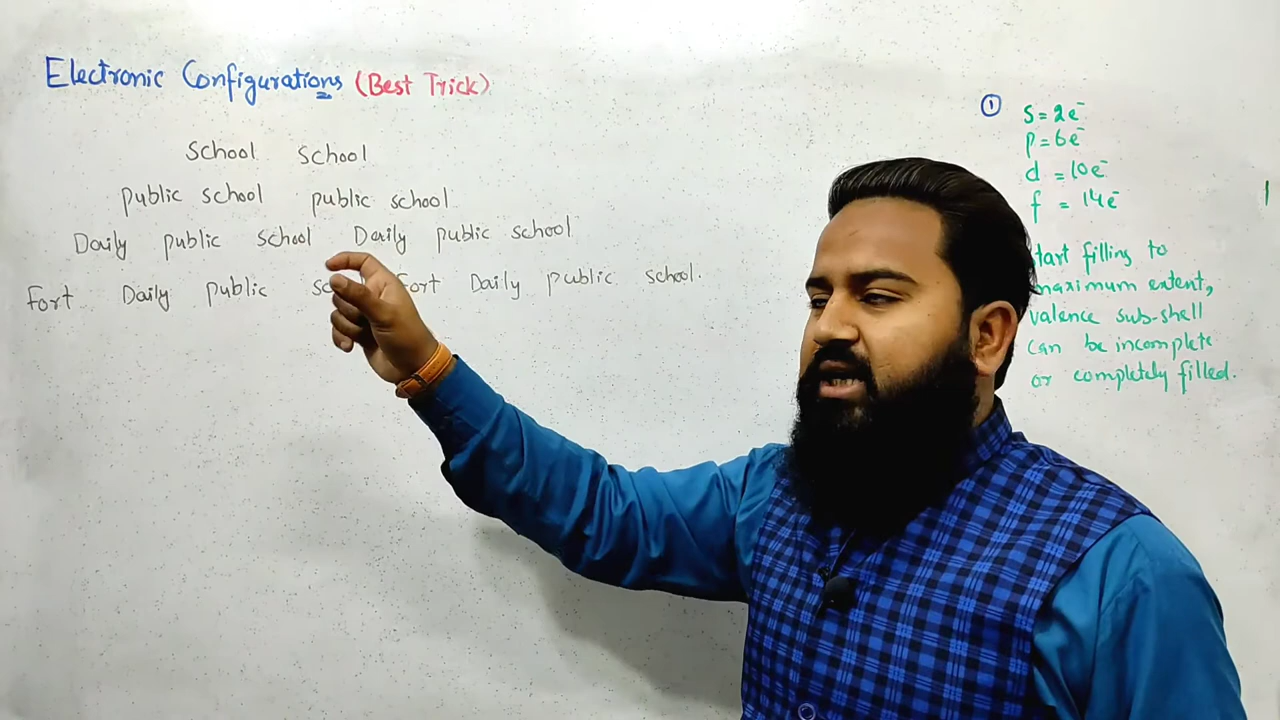 Electronic Configurations (Best Trick)
School School
public school public school
Daily public school Daily public school
Fort Daily public Fort Daily public school.
① S = 2e⁻
p = 6e⁻
d = 10e⁻
f = 14e⁻
tart filling to
maximum extent,
valence sub-shell
can be incomplete
or completely filled.